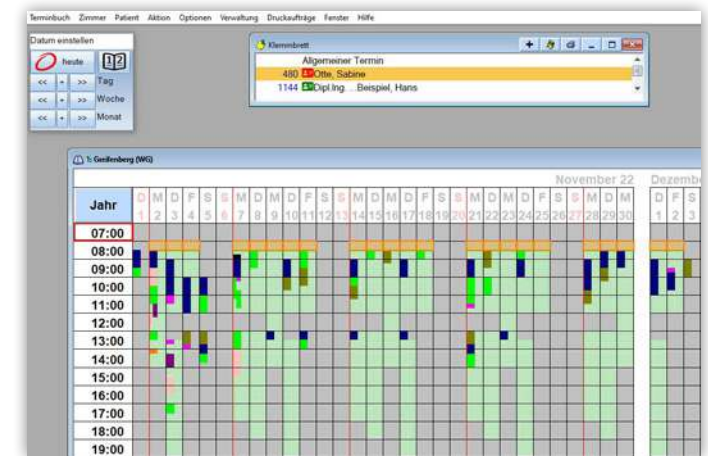 Terminbuch Zimmer Patient Aktion Optionen Verwaltung Druckaufträge Fenster Hilfe
Datum einstellen
heute
<< • >> Tag
<< • >> Woche
<< • >> Monat
Klemmbrett
Allgemeiner Termin
480 Otte, Sabine
1144 Dipl.Ing. ...Beispiel, Hans
1: Greifenberg (WG)
November 22 Dezemb
Jahr D M D F S S M D M D F S S M D M D F S S M D M D F S S M D M D F S
1 2 3 4 5 6 7 8 9 10 11 12 13 14 15 16 17 18 19 20 21 22 23 24 25 26 27 28 29 30 1 2 3
07:00
08:00
09:00
10:00
11:00
12:00
13:00
14:00
15:00
16:00
17:00
18:00
19:00